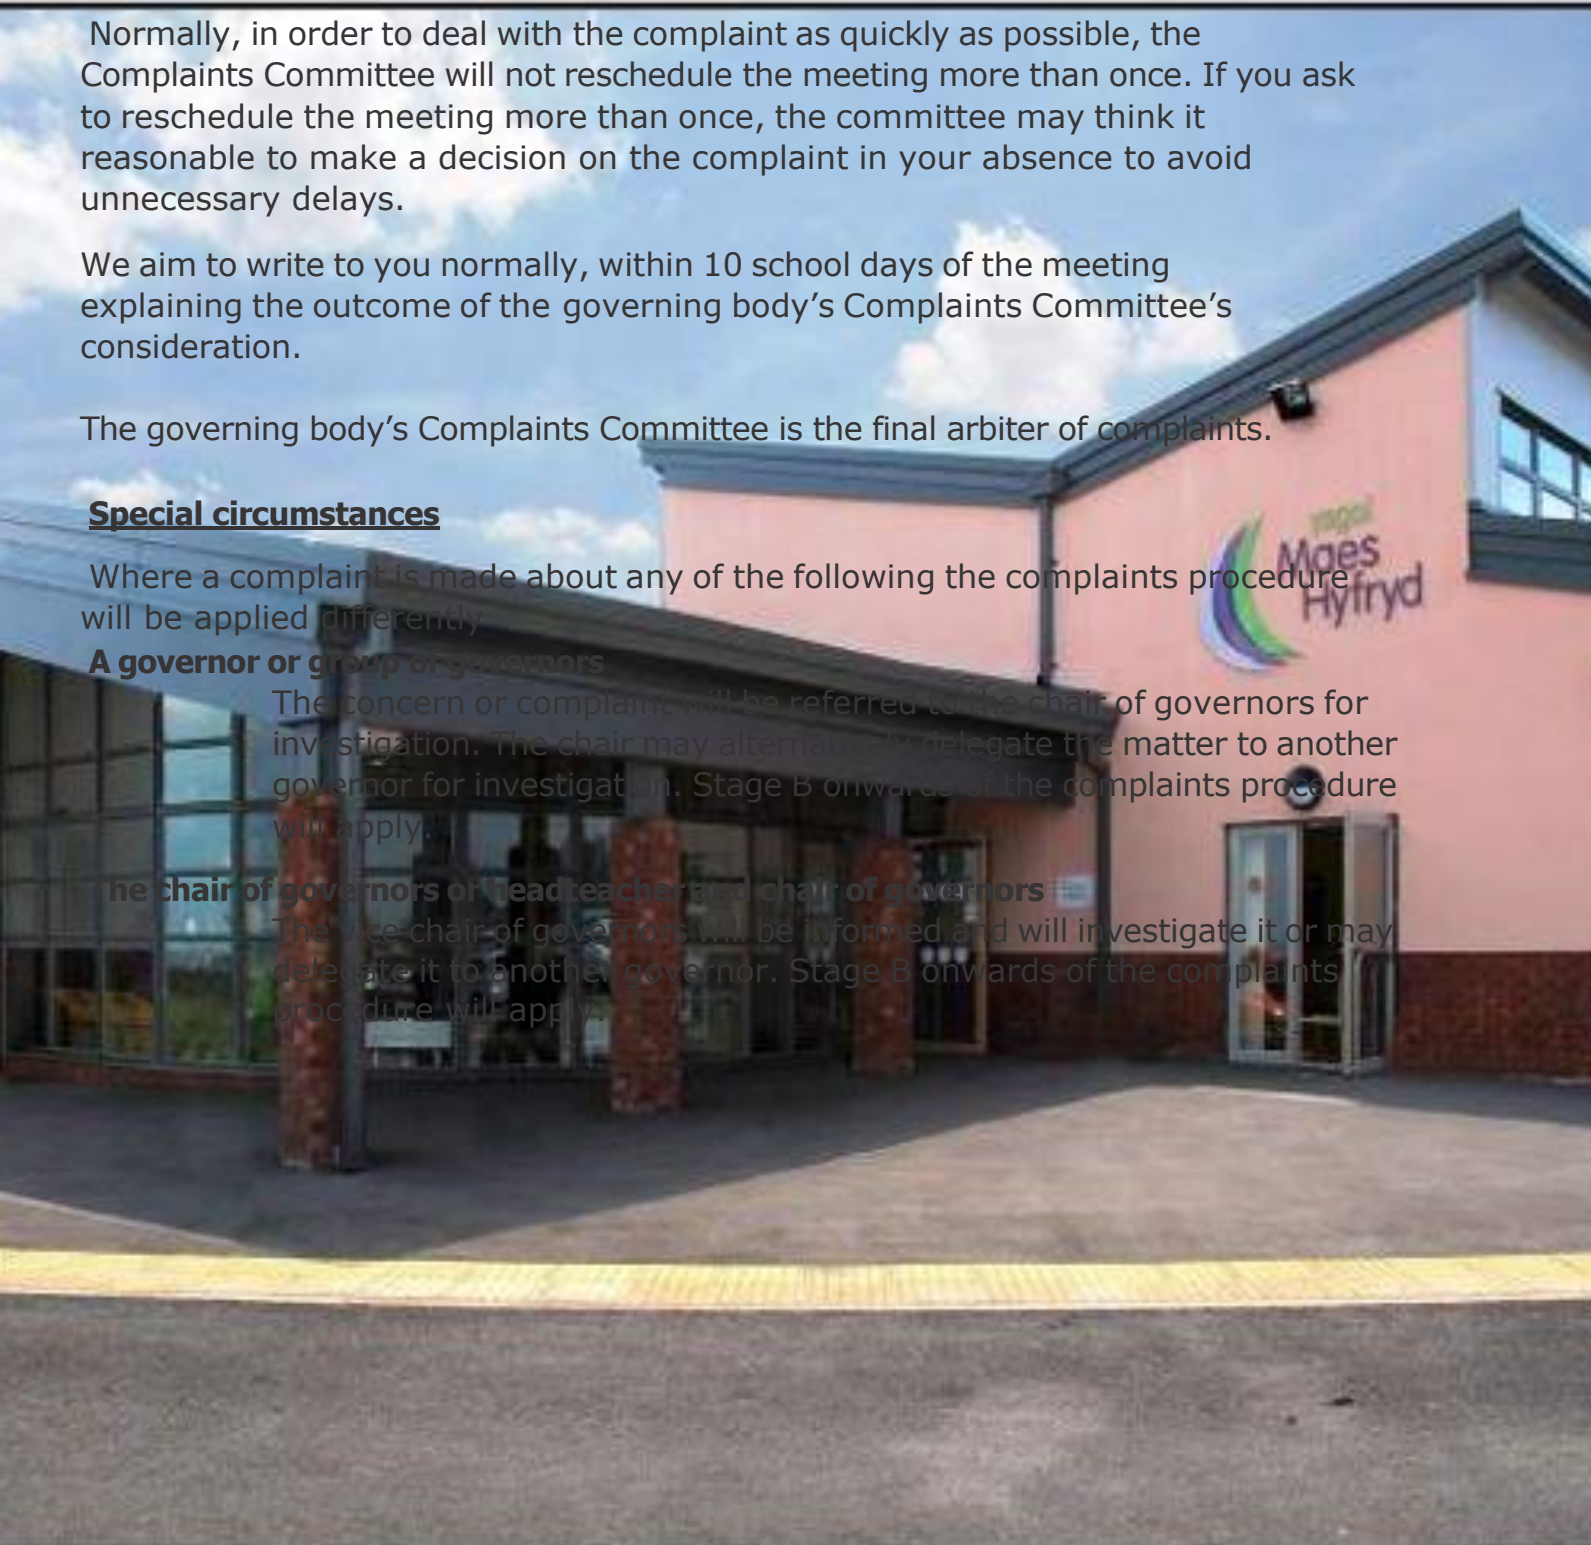 Normally, in order to deal with the complaint as quickly as possible, the
Complaints Committee will not reschedule the meeting more than once. If you ask
to reschedule the meeting more than once, the committee may think it
reasonable to make a decision on the complaint in your absence to avoid
unnecessary delays.
We aim to write to you normally, within 10 school days of the meeting
explaining the outcome of the governing body’s Complaints Committee’s
consideration.
The governing body’s Complaints Committee is the final arbiter of complaints.
Special circumstances
Where a complaint is made about any of the following the complaints procedure
will be applied differently
A governor or group of governors
The concern or complaint will be referred to the chair of governors for
investigation. The chair may alternatively delegate the matter to another
governor for investigation. Stage B onwards of the complaints procedure
will apply.
The chair of governors or headteacher and chair of governors
The vice chair of governors will be informed and will investigate it or may
delegate it to another governor. Stage B onwards of the complaints
procedure will apply.
ysgol
Maes
Hyfryd